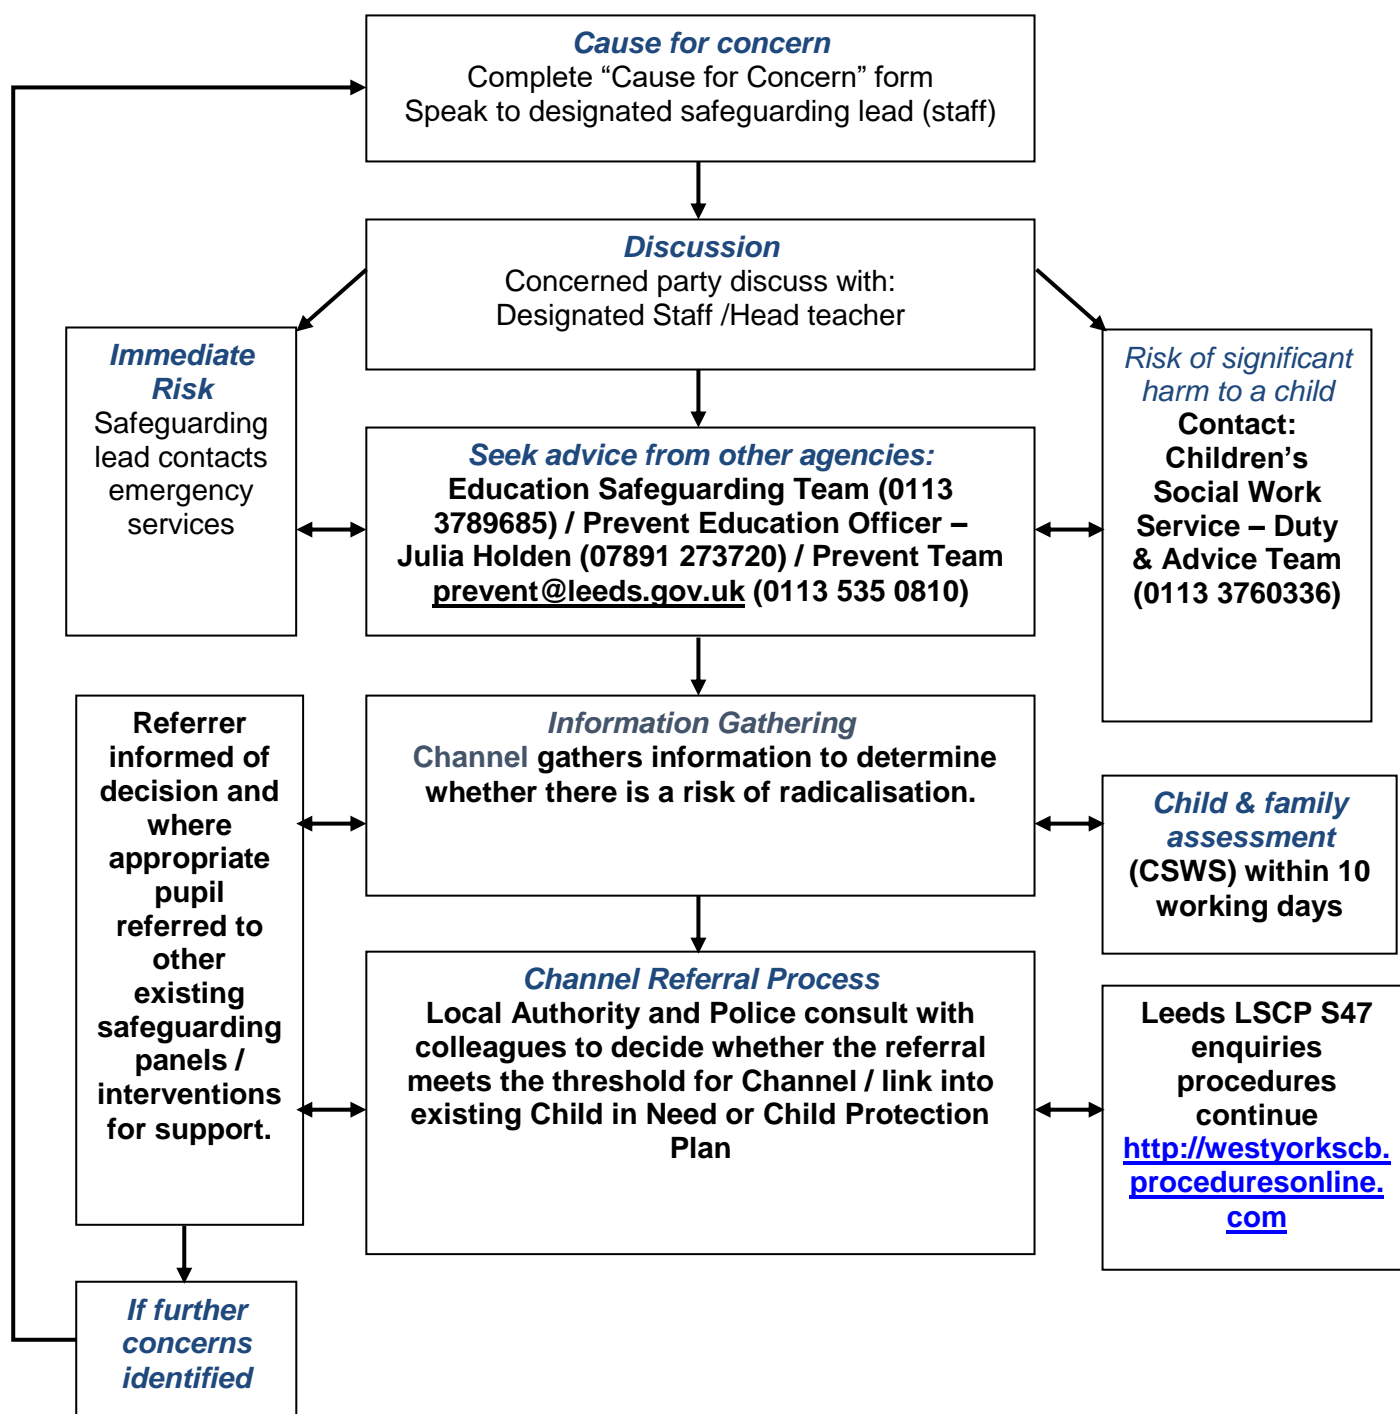 Cause for concern
Complete “Cause for Concern” form
Speak to designated safeguarding lead (staff)
Discussion
Concerned party discuss with:
Designated Staff /Head teacher
Immediate
Risk
Safeguarding
lead contacts
emergency
services
Seek advice from other agencies:
Education Safeguarding Team (0113
3789685) / Prevent Education Officer –
Julia Holden (07891 273720) / Prevent Team
prevent@leeds.gov.uk (0113 535 0810)
Risk of significant
harm to a child
Contact:
Children’s
Social Work
Service – Duty
& Advice Team
(0113 3760336)
Referrer
informed of
decision and
where
appropriate
pupil
referred to
other
existing
safeguarding
panels /
interventions
for support.
Information Gathering
Channel gathers information to determine
whether there is a risk of radicalisation.
Child & family
assessment
(CSWS) within 10
working days
Channel Referral Process
Local Authority and Police consult with
colleagues to decide whether the referral
meets the threshold for Channel / link into
existing Child in Need or Child Protection
Plan
Leeds LSCP S47
enquiries
procedures
continue
http://westyorkscb.
proceduresonline.
com
If further
concerns
identified